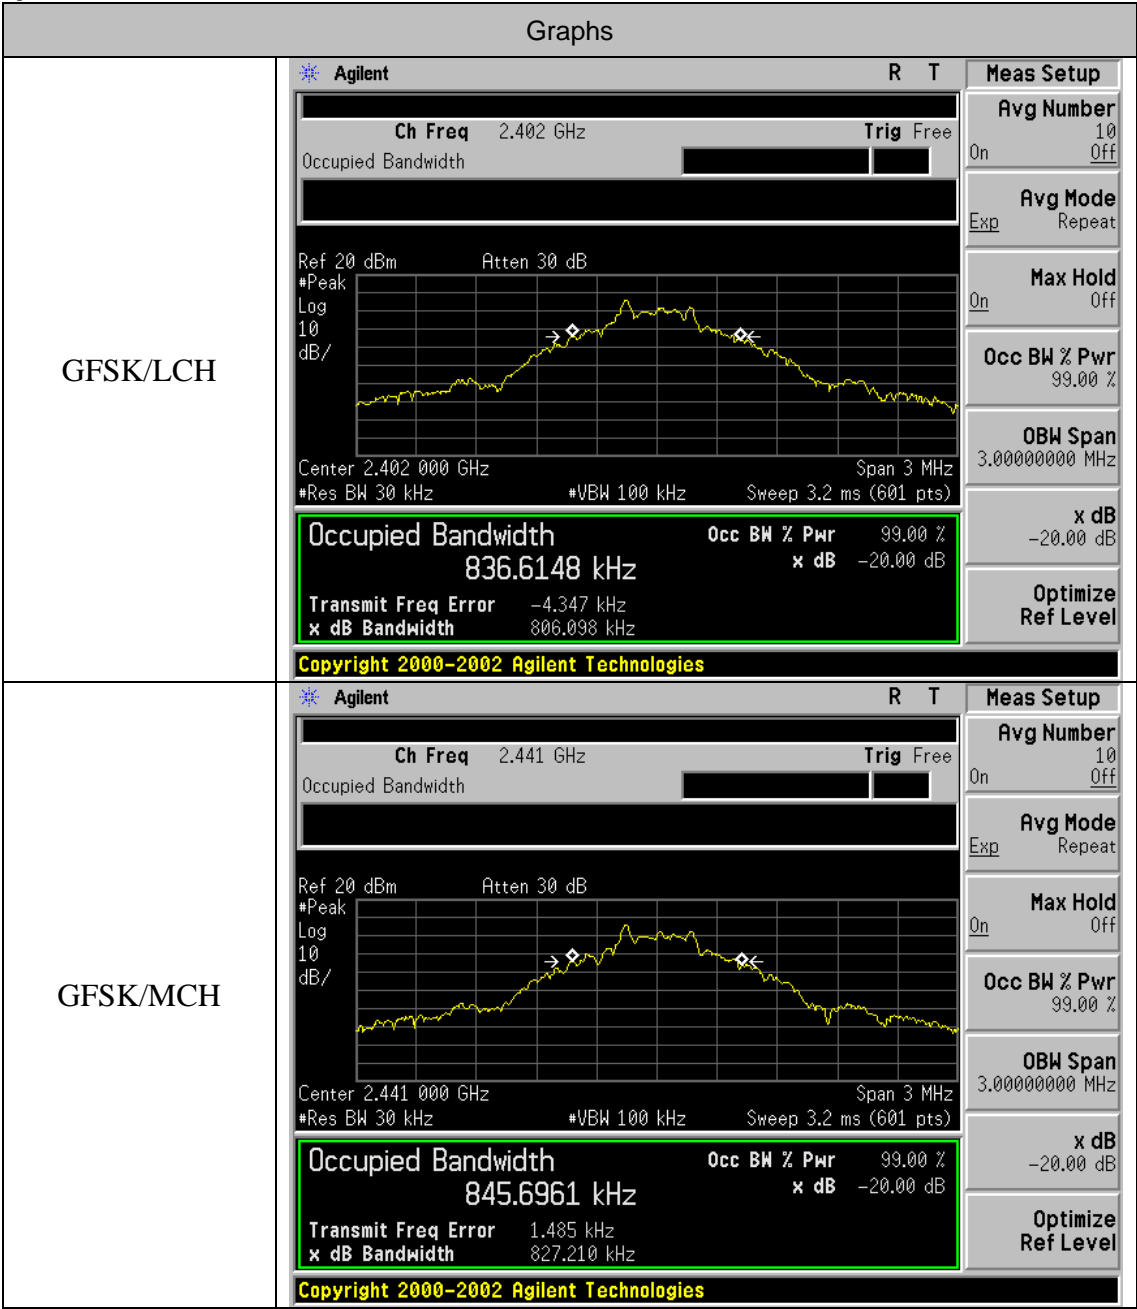 Graphs
GFSK/LCH
Agilent R T
Ch Freq 2.402 GHz Trig Free
Occupied Bandwidth
Ref 20 dBm Atten 30 dB
#Peak
Log
10
dB/
Center 2.402 000 GHz Span 3 MHz
#Res BW 30 kHz #VBW 100 kHz Sweep 3.2 ms (601 pts)
Occupied Bandwidth Occ BW % Pwr 99.00 %
836.6148 kHz x dB -20.00 dB
Transmit Freq Error -4.347 kHz
x dB Bandwidth 806.098 kHz
Copyright 2000-2002 Agilent Technologies
Meas Setup
Avg Number
10
On Off
Avg Mode
Exp Repeat
Max Hold
On Off
Occ BW % Pwr
99.00 %
OBW Span
3.00000000 MHz
x dB
-20.00 dB
Optimize
Ref Level
GFSK/MCH
Agilent R T
Ch Freq 2.441 GHz Trig Free
Occupied Bandwidth
Ref 20 dBm Atten 30 dB
#Peak
Log
10
dB/
Center 2.441 000 GHz Span 3 MHz
#Res BW 30 kHz #VBW 100 kHz Sweep 3.2 ms (601 pts)
Occupied Bandwidth Occ BW % Pwr 99.00 %
845.6961 kHz x dB -20.00 dB
Transmit Freq Error 1.485 kHz
x dB Bandwidth 827.210 kHz
Copyright 2000-2002 Agilent Technologies
Meas Setup
Avg Number
10
On Off
Avg Mode
Exp Repeat
Max Hold
On Off
Occ BW % Pwr
99.00 %
OBW Span
3.00000000 MHz
x dB
-20.00 dB
Optimize
Ref Level